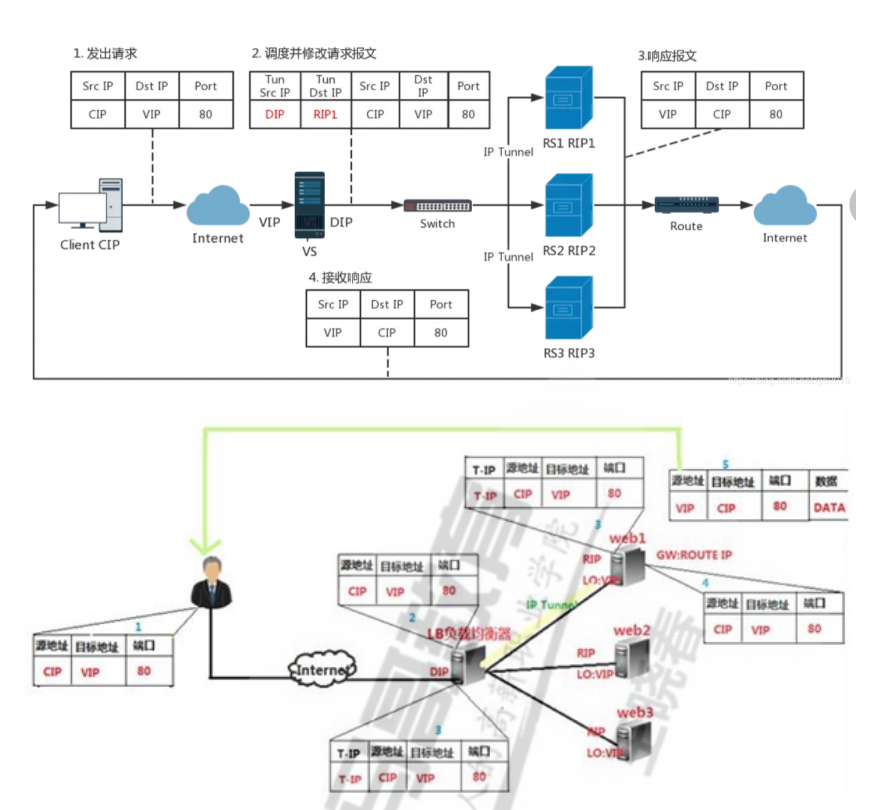 1. 发出请求
Src IP Dst IP Port
CIP VIP 80
2. 调度并修改请求报文
Tun Src IP Tun Dst IP Src IP Dst IP Port
DIP RIP1 CIP VIP 80
3.响应报文
Src IP Dst IP Port
VIP CIP 80
IP Tunnel
RS1 RIP1
Client CIP
Internet
VIP
VS
DIP
Switch
RS2 RIP2
Route
Internet
IP Tunnel
4. 接收响应
Src IP Dst IP Port
VIP CIP 80
RS3 RIP3
T-IP 源地址 目标地址 端口
T-IP CIP VIP 80
3
5
源地址 目标地址 端口 数据
VIP CIP 80 DATA
web1
RIP
GW:ROUTE IP
LO:VIP
IP Tunnel
4
源地址 目标地址 端口
CIP VIP 80
源地址 目标地址 端口
CIP VIP 80
2
LB负载均衡器
DIP
1
源地址 目标地址 端口
CIP VIP 80
Internet
web2
RIP
LO:VIP
web3
RIP
LO:VIP
3
T-IP 源地址 目标地址 端口
T-IP CIP VIP 80
王晓春